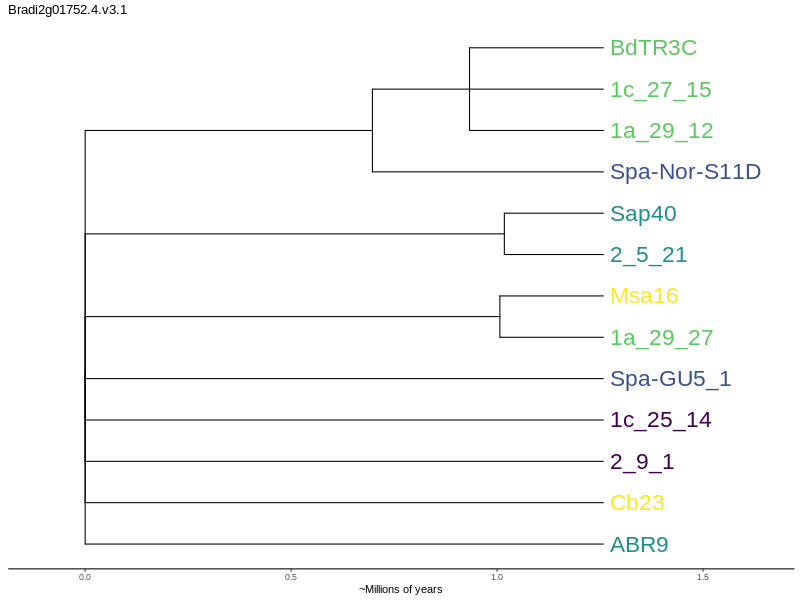 Bradi2g01752.4.v3.1
BdTR3C
1c_27_15
1a_29_12
Spa-Nor-S11D
Sap40
2_5_21
Msa16
1a_29_27
Spa-GU5_1
1c_25_14
2_9_1
Cb23
ABR9
0.0 0.5 1.0 1.5
~Millions of years